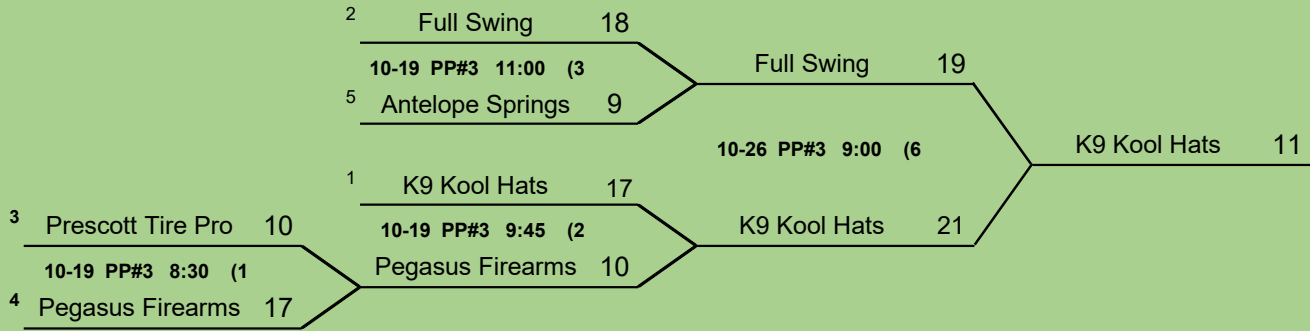 2 Full Swing 18
10-19 PP#3 11:00 (3
5 Antelope Springs 9
Full Swing 19
10-26 PP#3 9:00 (6
K9 Kool Hats 11
1 K9 Kool Hats 17
10-19 PP#3 9:45 (2
Pegasus Firearms 10
K9 Kool Hats 21
3 Prescott Tire Pro 10
10-19 PP#3 8:30 (1
4 Pegasus Firearms 17